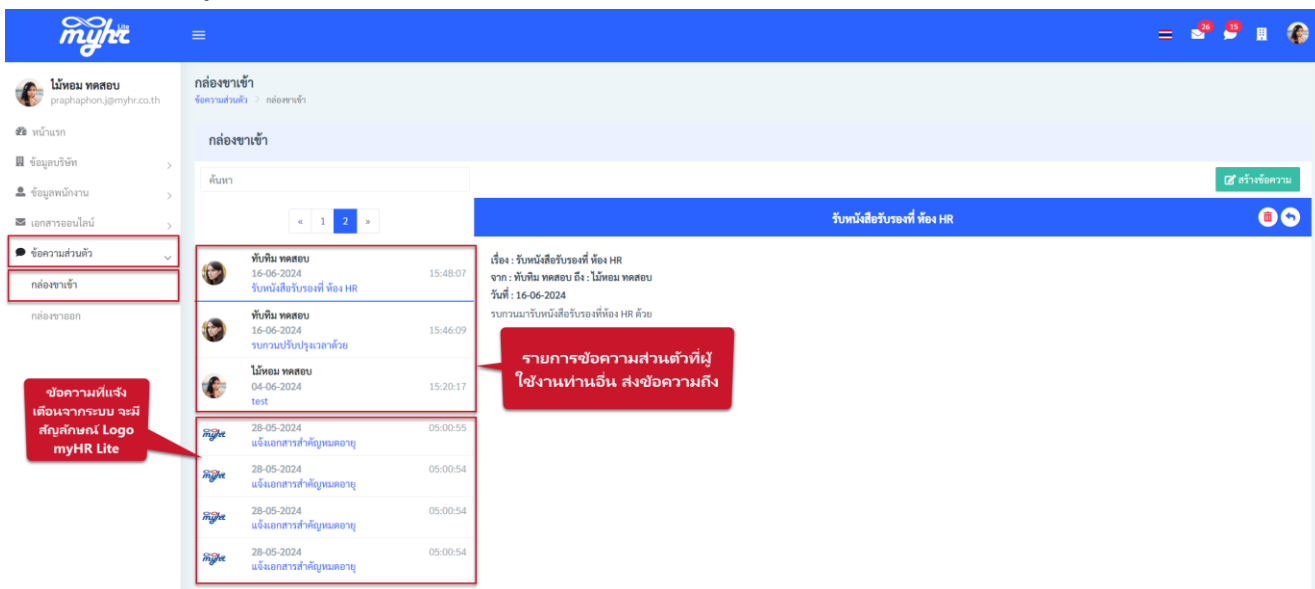 myhr Lite
26
15
ไม้หอม ทดสอบ
praphaphon.j@myhr.co.th
หน้าแรก
ข้อมูลบริษัท
ข้อมูลพนักงาน
เอกสารออนไลน์
ข้อความส่วนตัว
กล่องขาเข้า
กล่องขาออก
กล่องขาเข้า
ข้อความส่วนตัว > กล่องขาเข้า
กล่องขาเข้า
ค้นหา
สร้างข้อความ
« 1 2 »
ทับทิม ทดสอบ
16-06-2024 15:48:07
รับหนังสือรับรองที่ ห้อง HR
ทับทิม ทดสอบ
16-06-2024 15:46:09
รบกวนปรับปรุงเวลาด้วย
ไม้หอม ทดสอบ
04-06-2024 15:20:17
test
myhr
28-05-2024 05:00:55
แจ้งเอกสารสำคัญหมดอายุ
myhr
28-05-2024 05:00:54
แจ้งเอกสารสำคัญหมดอายุ
myhr
28-05-2024 05:00:54
แจ้งเอกสารสำคัญหมดอายุ
myhr
28-05-2024 05:00:54
แจ้งเอกสารสำคัญหมดอายุ
รับหนังสือรับรองที่ ห้อง HR
เรื่อง : รับหนังสือรับรองที่ ห้อง HR
จาก : ทับทิม ทดสอบ ถึง : ไม้หอม ทดสอบ
วันที่ : 16-06-2024
รบกวนมารับหนังสือรับรองที่ห้อง HR ด้วย
รายการข้อความส่วนตัวที่ผู้
ใช้งานท่านอื่น ส่งข้อความถึง
ข้อความที่แจ้ง
เตือนจากระบบ จะมี
สัญลักษณ์ Logo
myHR Lite